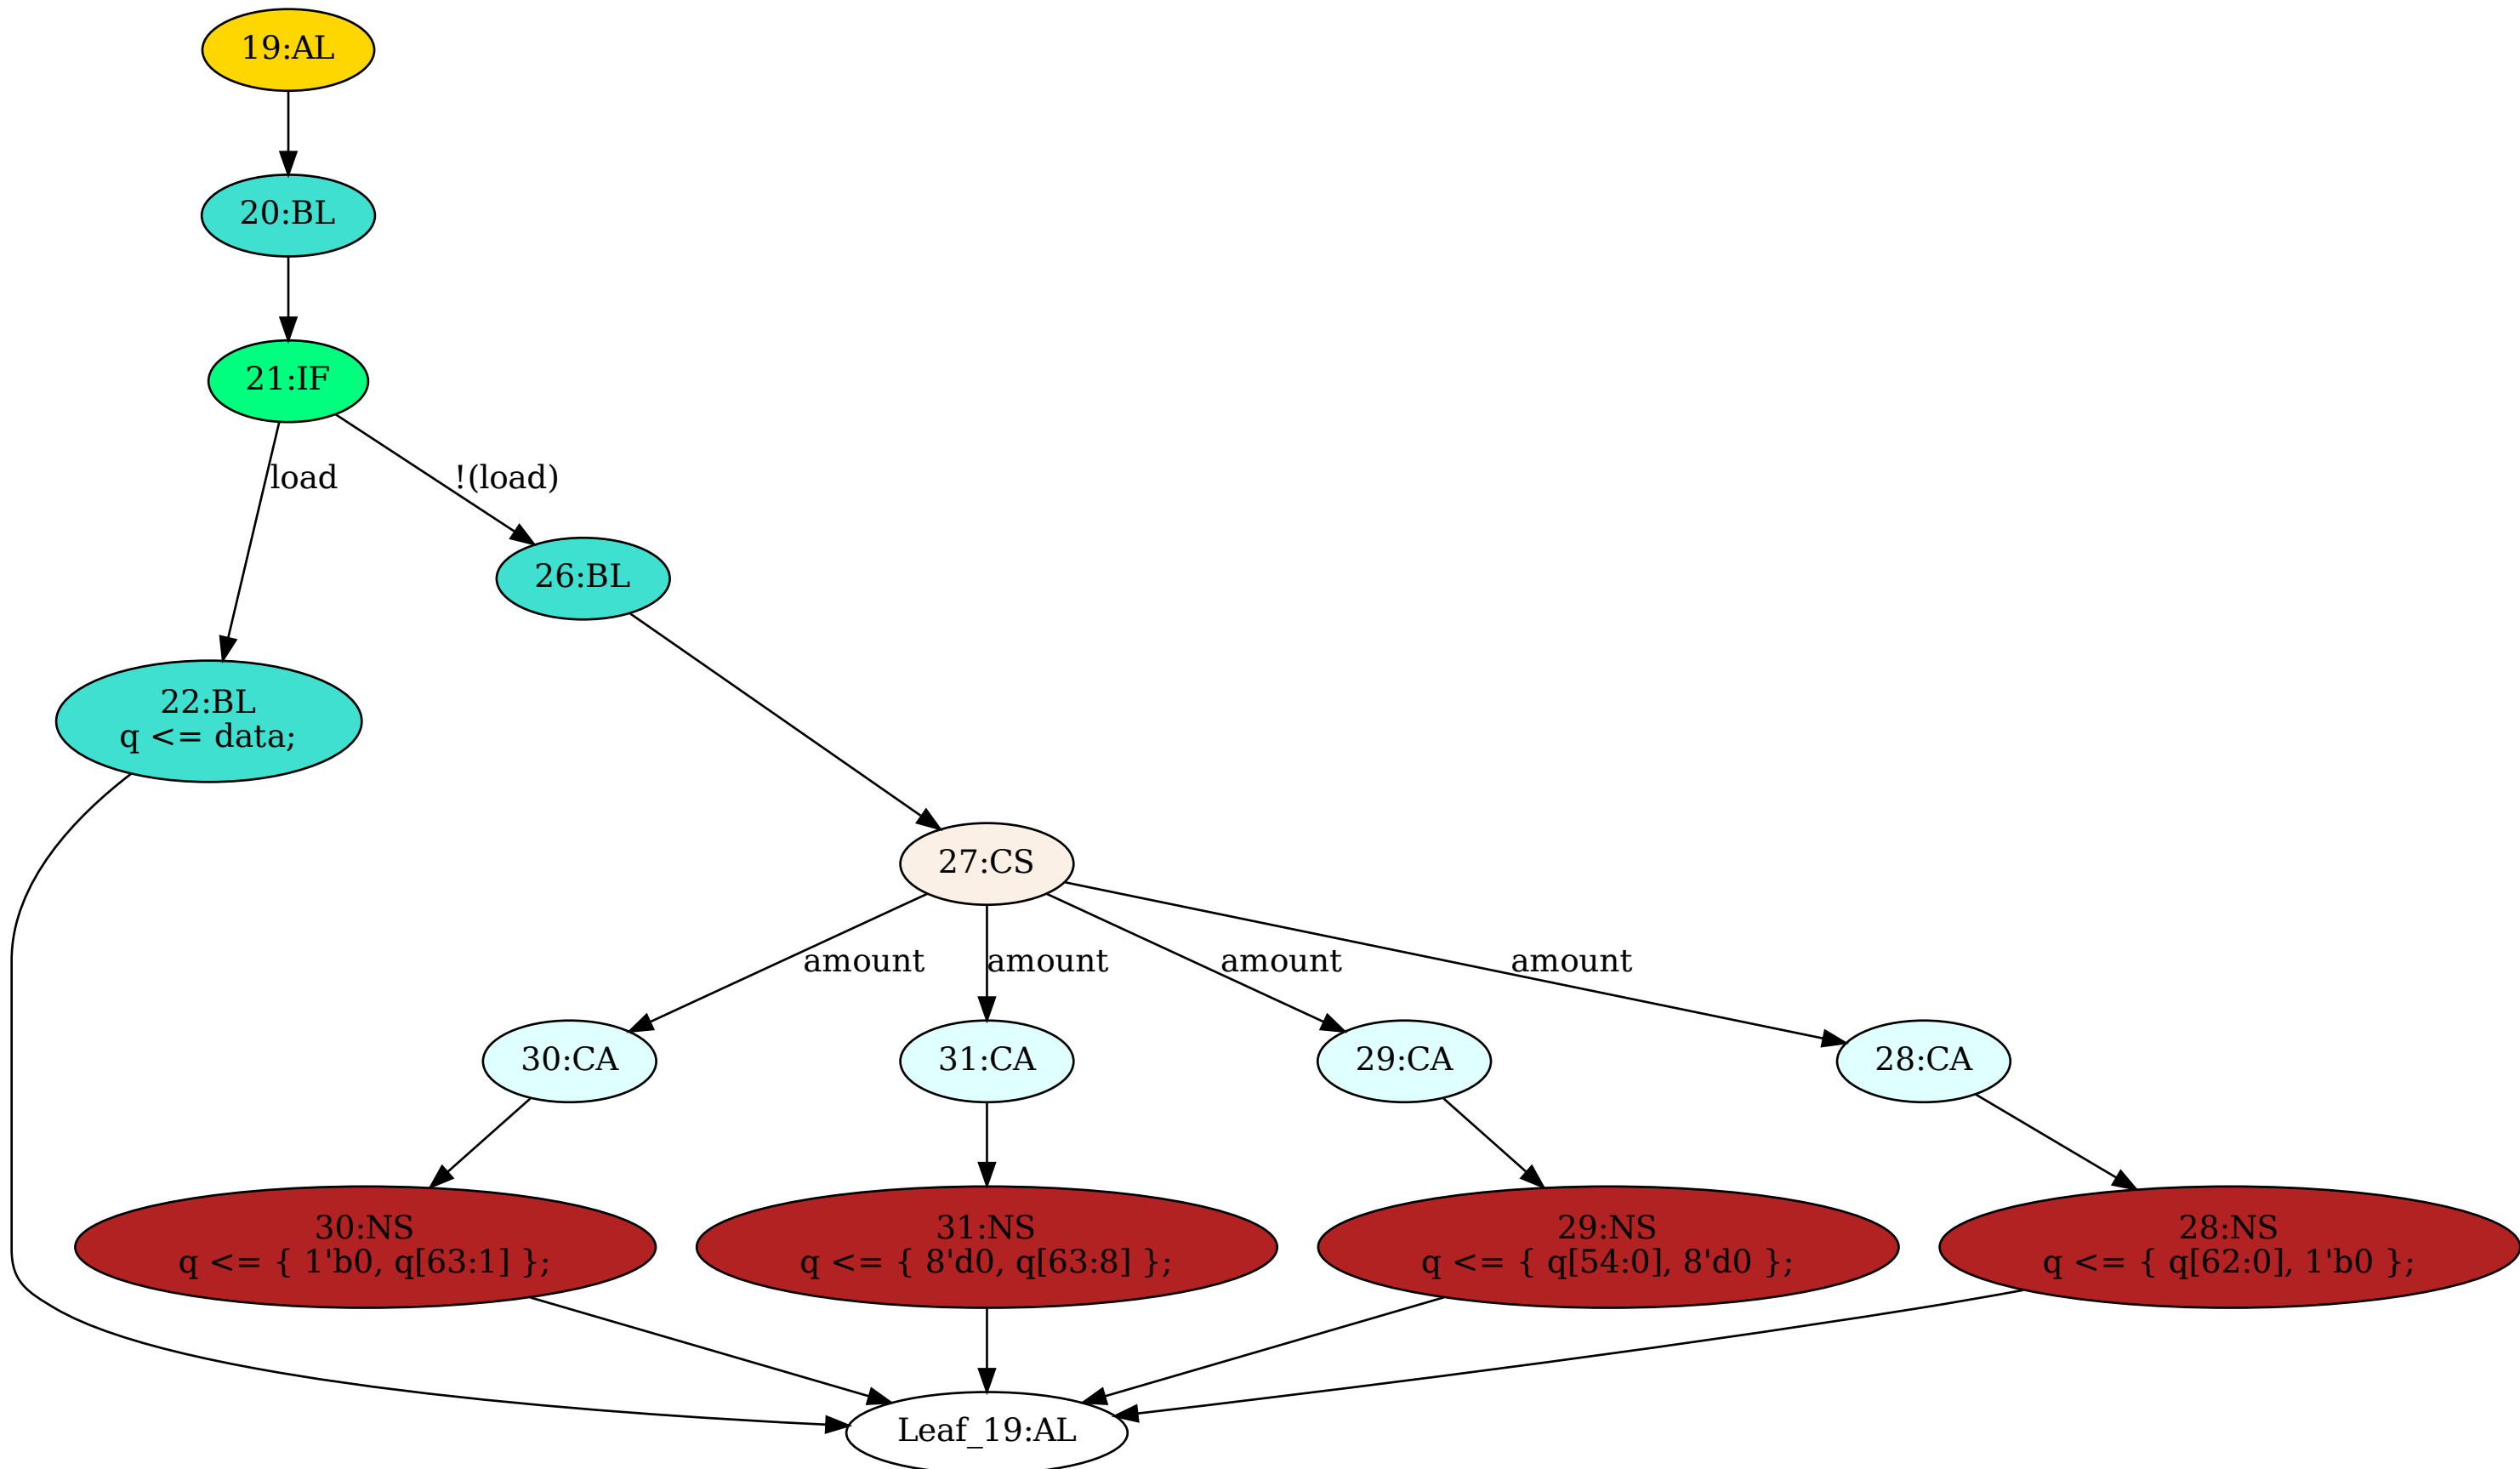 19:AL
20:BL
21:IF
load
!(load)
26:BL
22:BL
q <= data;
27:CS
amount
amount
amount
amount
30:CA
31:CA
29:CA
28:CA
30:NS
q <= { 1'b0, q[63:1] };
31:NS
q <= { 8'd0, q[63:8] };
29:NS
q <= { q[54:0], 8'd0 };
28:NS
q <= { q[62:0], 1'b0 };
Leaf_19:AL